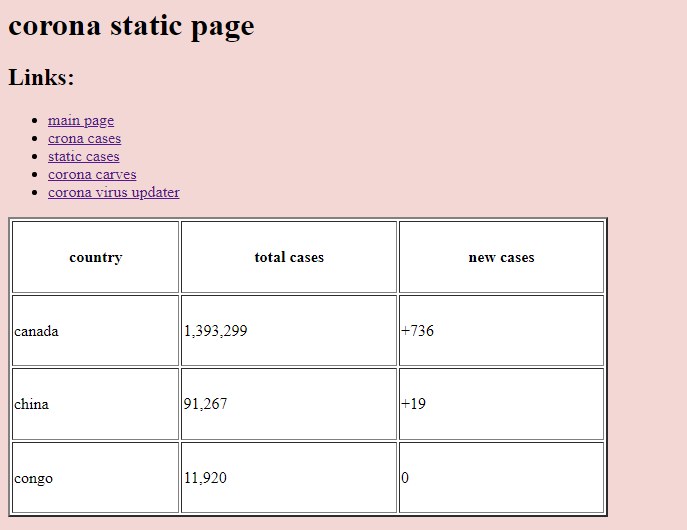 corona static page
Links:
main page
crona cases
static cases
corona carves
corona virus updater
country total cases new cases
canada 1,393,299 +736
china 91,267 +19
congo 11,920 0